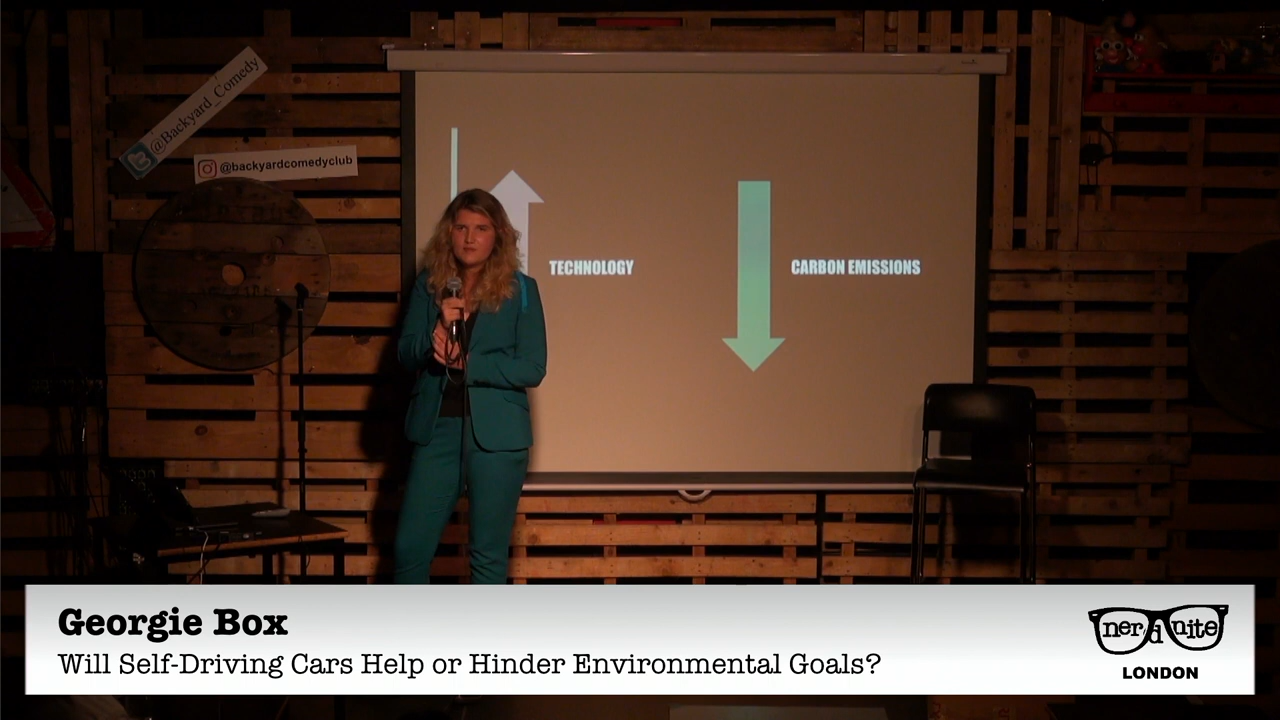 @Backyard_Comedy
@backyardcomedyclub
TECHNOLOGY
CARBON EMISSIONS
Georgie Box
Will Self-Driving Cars Help or Hinder Environmental Goals?
nerd nite
LONDON